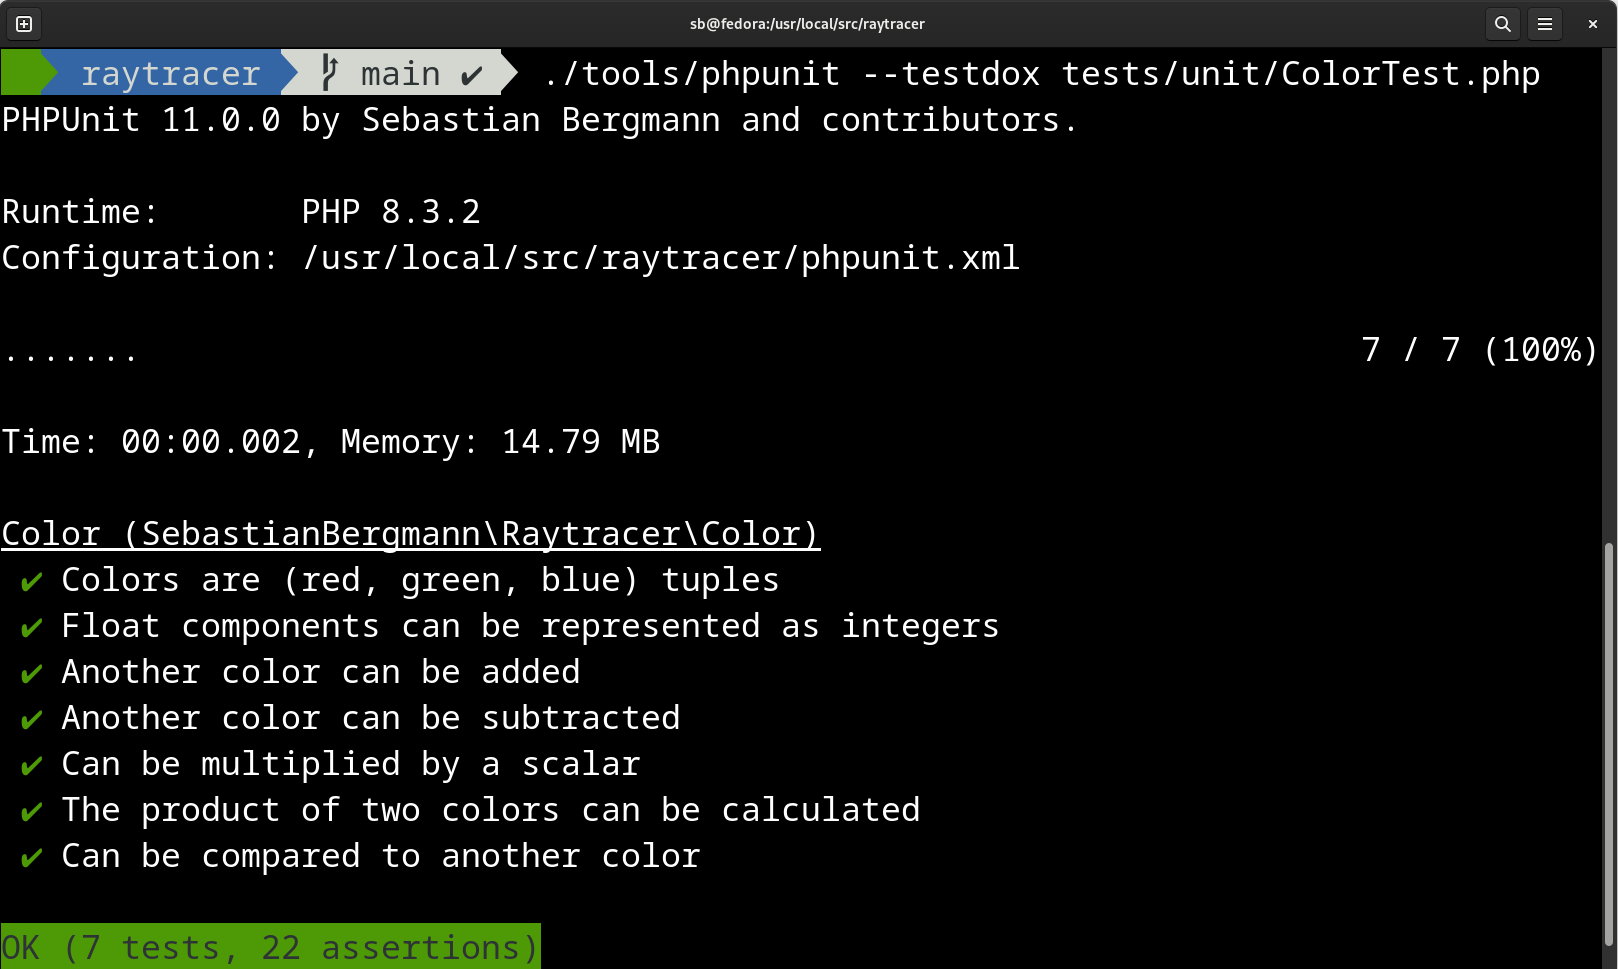 sb@fedora:/usr/local/src/raytracer
raytracer main ✔ ./tools/phpunit --testdox tests/unit/ColorTest.php
PHPUnit 11.0.0 by Sebastian Bergmann and contributors.
Runtime:       PHP 8.3.2
Configuration: /usr/local/src/raytracer/phpunit.xml
.......                                                             7 / 7 (100%)
Time: 00:00.002, Memory: 14.79 MB
Color (SebastianBergmann\Raytracer\Color)
✔ Colors are (red, green, blue) tuples
✔ Float components can be represented as integers
✔ Another color can be added
✔ Another color can be subtracted
✔ Can be multiplied by a scalar
✔ The product of two colors can be calculated
✔ Can be compared to another color
OK (7 tests, 22 assertions)